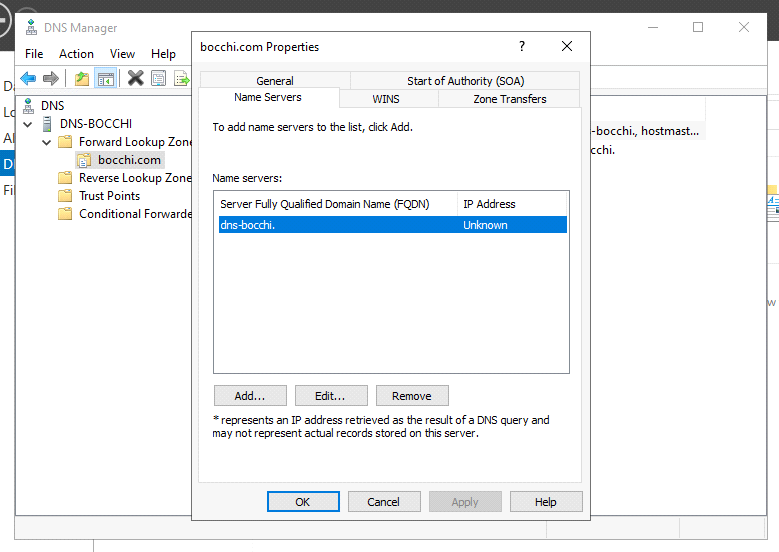 DNS Manager
File Action View Help
DNS
DNS-BOCCHI
Forward Lookup Zone
bocchi.com
Reverse Lookup Zone
Trust Points
Conditional Forwarde
bocchi.com Properties
?
General
Start of Authority (SOA)
Name Servers
WINS
Zone Transfers
To add name servers to the list, click Add.
Name servers:
Server Fully Qualified Domain Name (FQDN) IP Address
dns-bocchi. Unknown
Add... Edit... Remove
* represents an IP address retrieved as the result of a DNS query and
may not represent actual records stored on this server.
OK Cancel Apply Help
-bocchi., hostmast...
cchi.